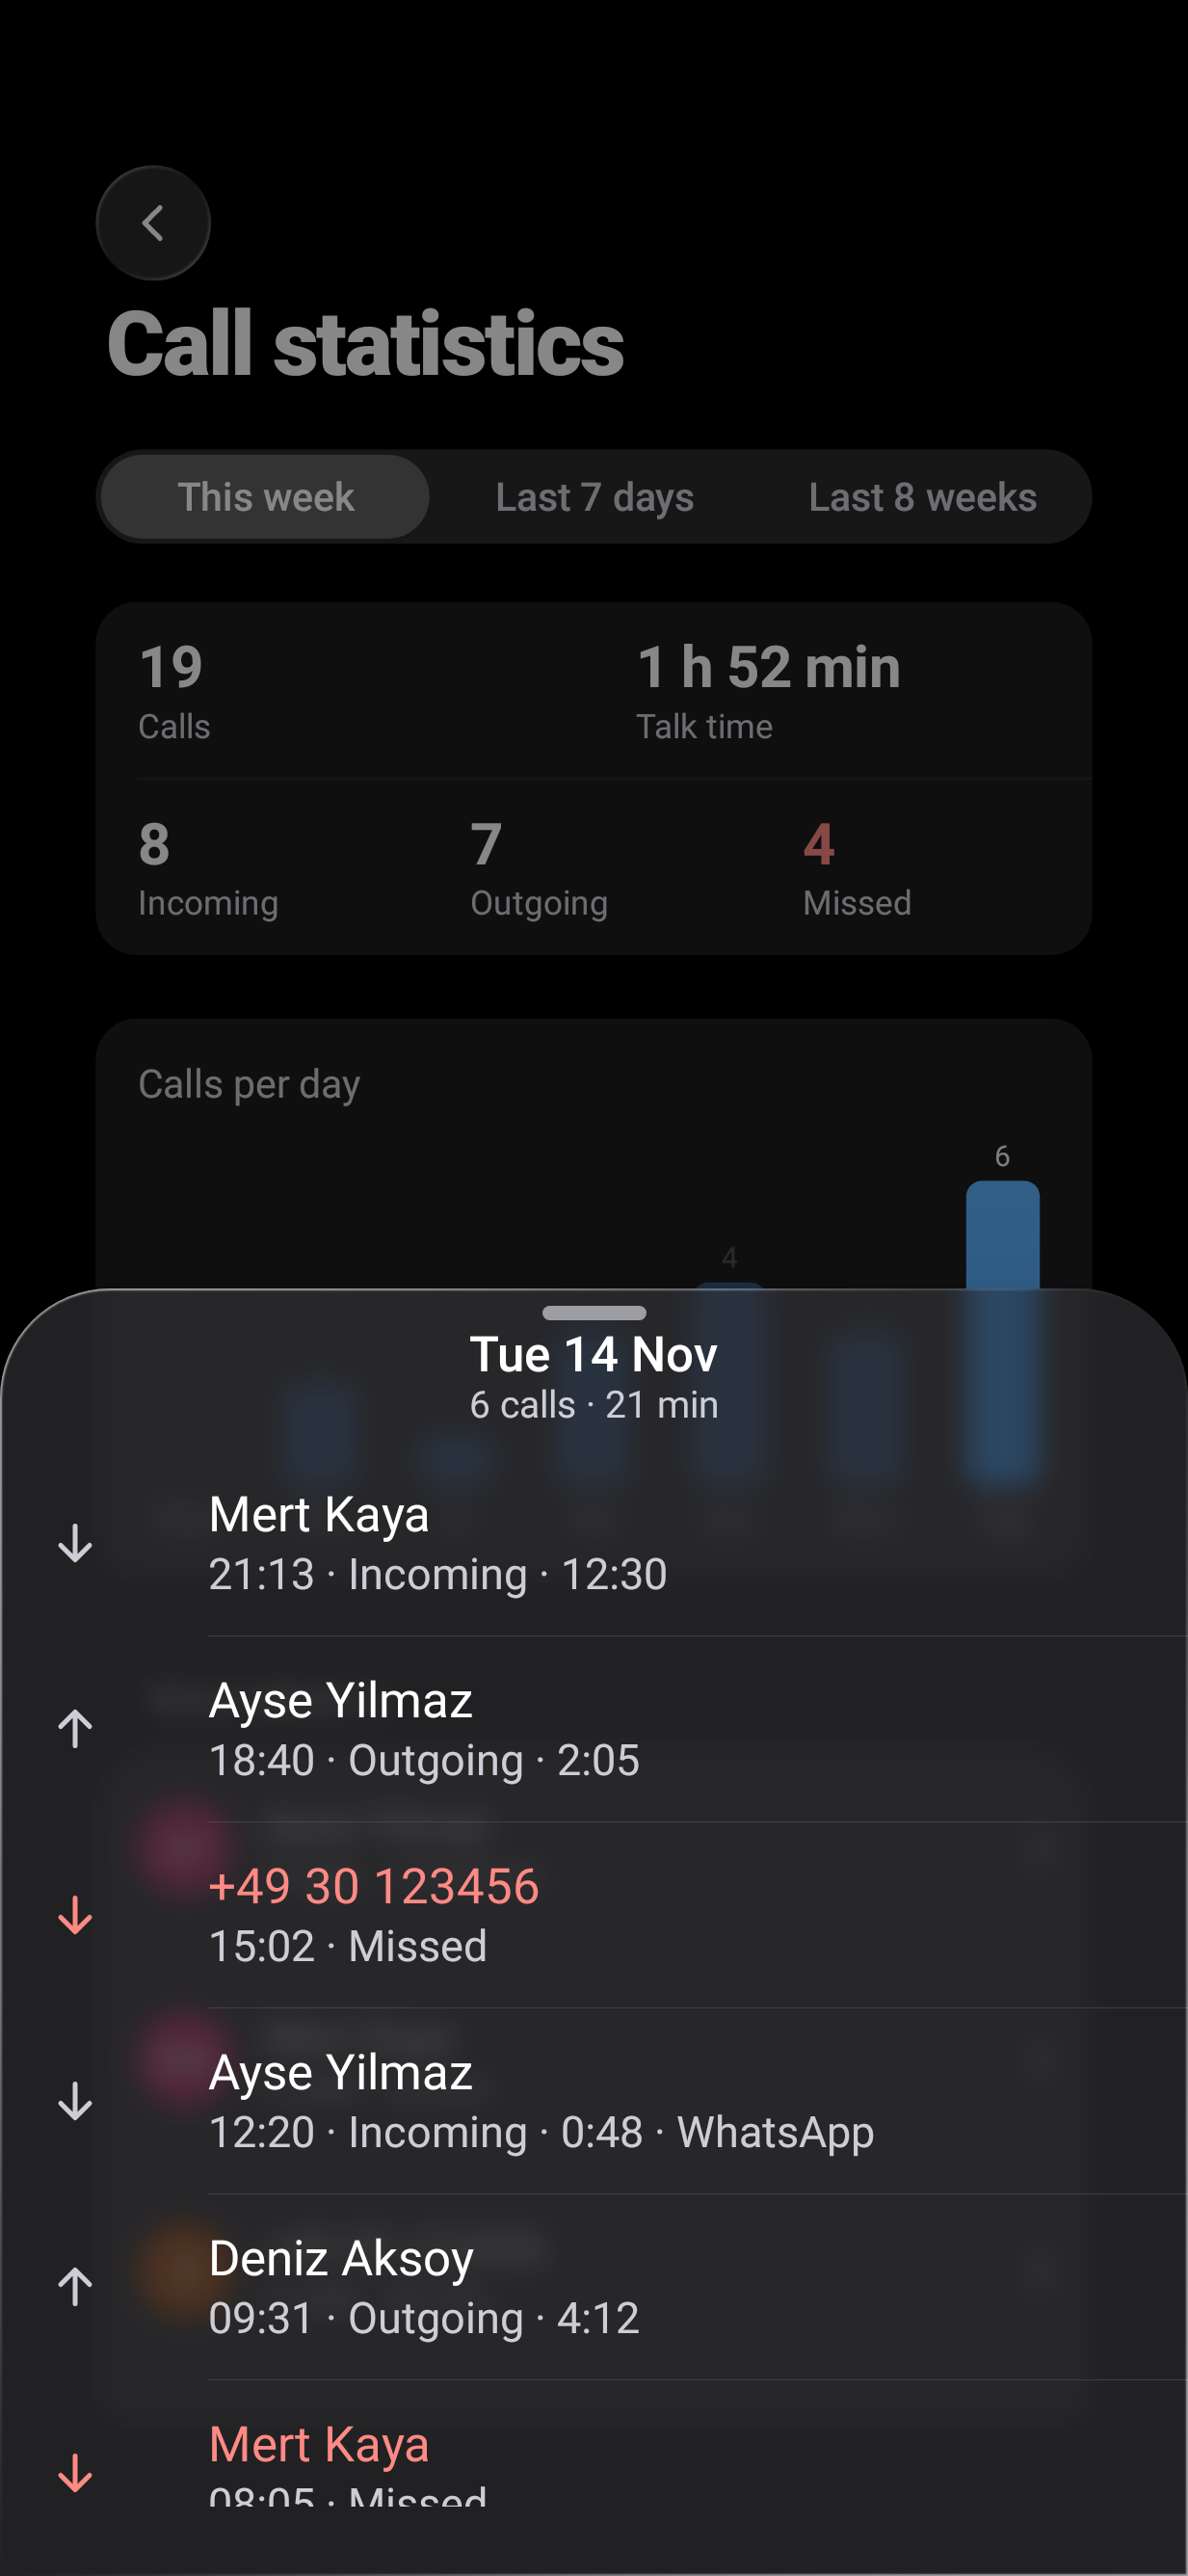 Call statistics
This week Last 7 days Last 8 weeks
19 1 h 52 min
Calls Talk time
8 7 4
Incoming Outgoing Missed
Calls per day
6
4
Tue 14 Nov
6 calls · 21 min
Mert Kaya
21:13 · Incoming · 12:30
Ayse Yilmaz
18:40 · Outgoing · 2:05
+49 30 123456
15:02 · Missed
Ayse Yilmaz
12:20 · Incoming · 0:48 · WhatsApp
Deniz Aksoy
09:31 · Outgoing · 4:12
Mert Kaya
08:05 · Missed